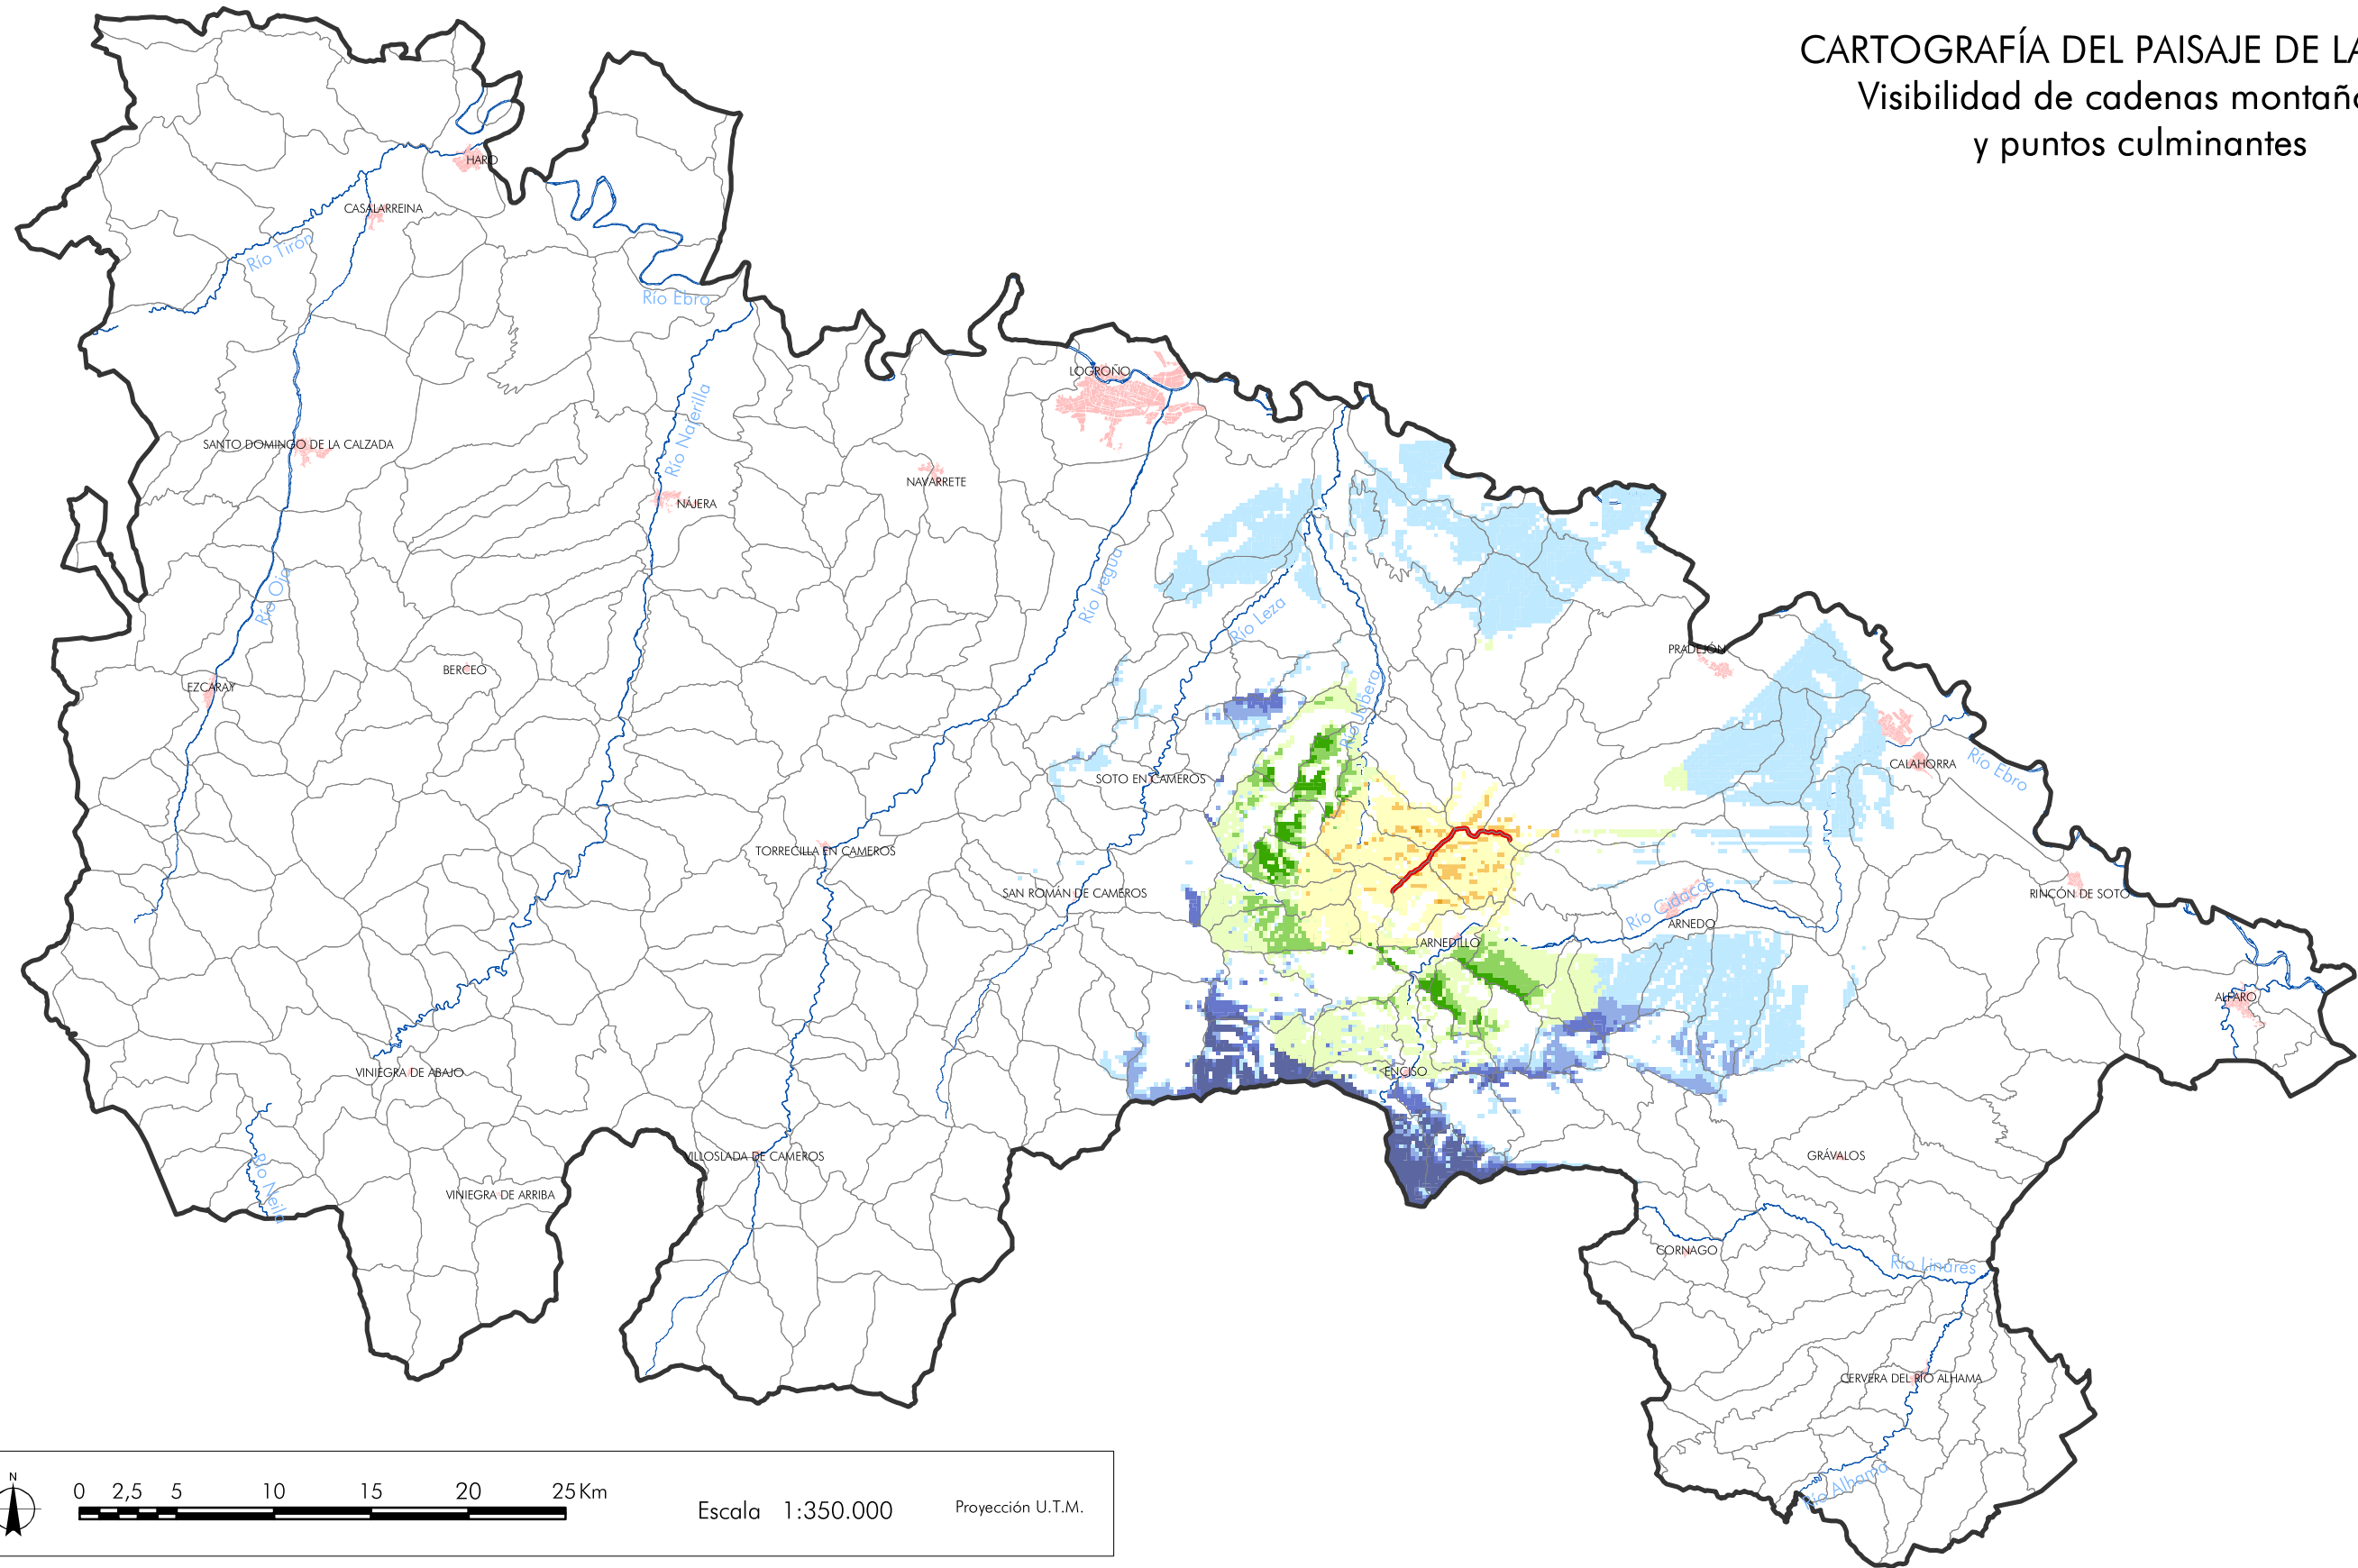 CARTOGRAFÍA DEL PAISAJE DE LA
Visibilidad de cadenas montaño
y puntos culminantes
HARO
CASALARREINA
Río Tirón
Río Ebro
LOGROÑO
Río Najerilla
SANTO DOMINGO DE LA CALZADA
NAVARRETE
NÁJERA
Río Oja
Río Iregua
Río Leza
PRADEJÓN
BERCEO
EZCARAY
Río Jubera
SOTO EN CAMEROS
CALAHORRA
Río Ebro
TORRECILLA EN CAMEROS
SAN ROMÁN DE CAMEROS
RINCÓN DE SOTO
Río Cidacos
ARNEDO
ARNEDILLO
ALFARO
VINIEGRA DE ABAJO
ENCISO
VILLOSLADA DE CAMEROS
GRÁVALOS
Río Neila
VINIEGRA DE ARRIBA
CORNAGO
Río Linares
CERVERA DEL RÍO ALHAMA
Río Alhama
N
0 2,5 5 10 15 20 25 Km
Escala 1:350.000
Proyección U.T.M.